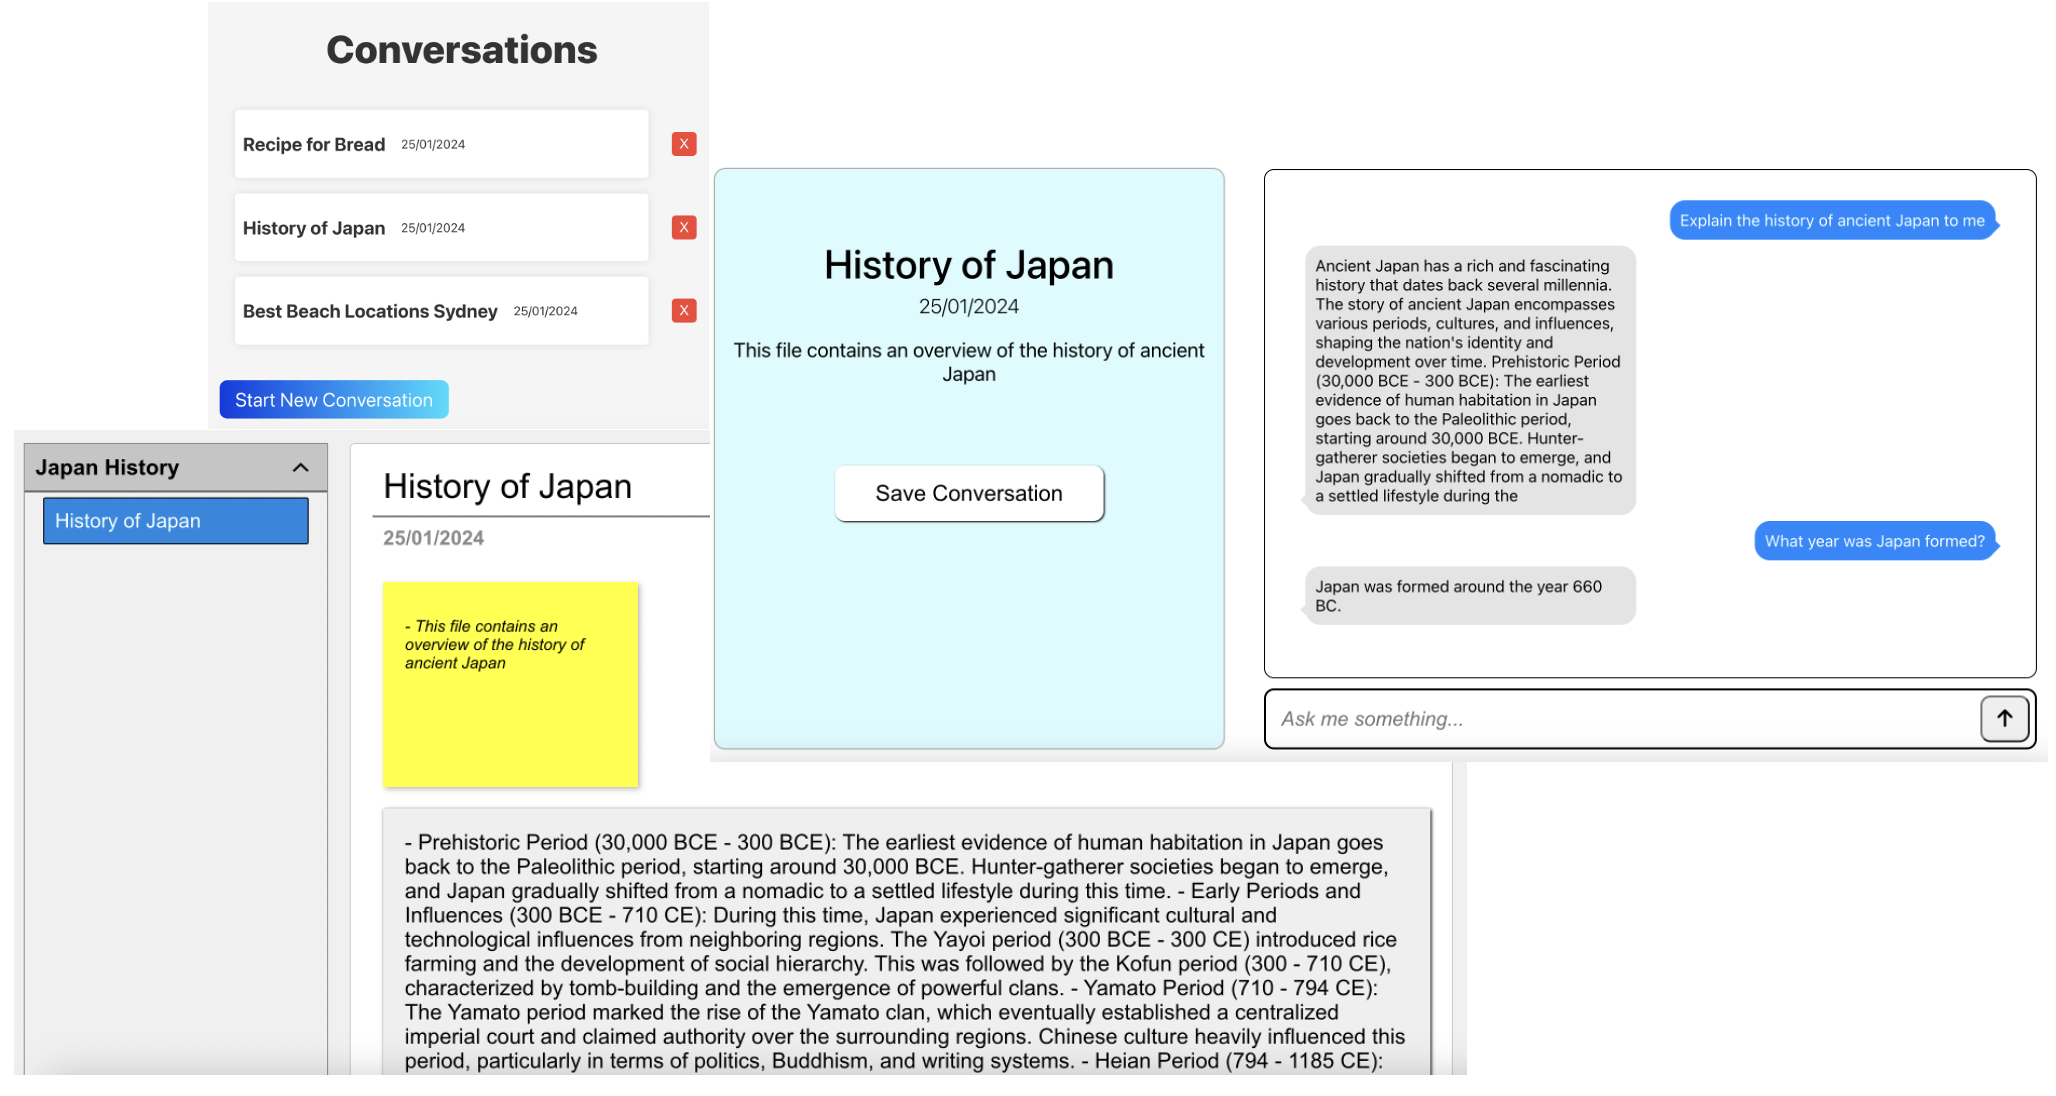 Conversations
Recipe for Bread 25/01/2024
X
History of Japan 25/01/2024
X
Best Beach Locations Sydney 25/01/2024
X
Start New Conversation
Japan History
History of Japan
History of Japan
25/01/2024
- This file contains an
overview of the history of
ancient Japan
- Prehistoric Period (30,000 BCE - 300 BCE): The earliest evidence of human habitation in Japan goes
back to the Paleolithic period, starting around 30,000 BCE. Hunter-gatherer societies began to emerge,
and Japan gradually shifted from a nomadic to a settled lifestyle during this time. - Early Periods and
Influences (300 BCE - 710 CE): During this time, Japan experienced significant cultural and
technological influences from neighboring regions. The Yayoi period (300 BCE - 300 CE) introduced rice
farming and the development of social hierarchy. This was followed by the Kofun period (300 - 710 CE),
characterized by tomb-building and the emergence of powerful clans. - Yamato Period (710 - 794 CE):
The Yamato period marked the rise of the Yamato clan, which eventually established a centralized
imperial court and claimed authority over the surrounding regions. Chinese culture heavily influenced this
period, particularly in terms of politics, Buddhism, and writing systems. - Heian Period (794 - 1185 CE):
History of Japan
25/01/2024
This file contains an overview of the history of ancient
Japan
Save Conversation
Explain the history of ancient Japan to me
Ancient Japan has a rich and fascinating
history that dates back several millennia.
The story of ancient Japan encompasses
various periods, cultures, and influences,
shaping the nation's identity and
development over time. Prehistoric Period
(30,000 BCE - 300 BCE): The earliest
evidence of human habitation in Japan
goes back to the Paleolithic period,
starting around 30,000 BCE. Hunter-
gatherer societies began to emerge, and
Japan gradually shifted from a nomadic to
a settled lifestyle during the
What year was Japan formed?
Japan was formed around the year 660
BC.
Ask me something...